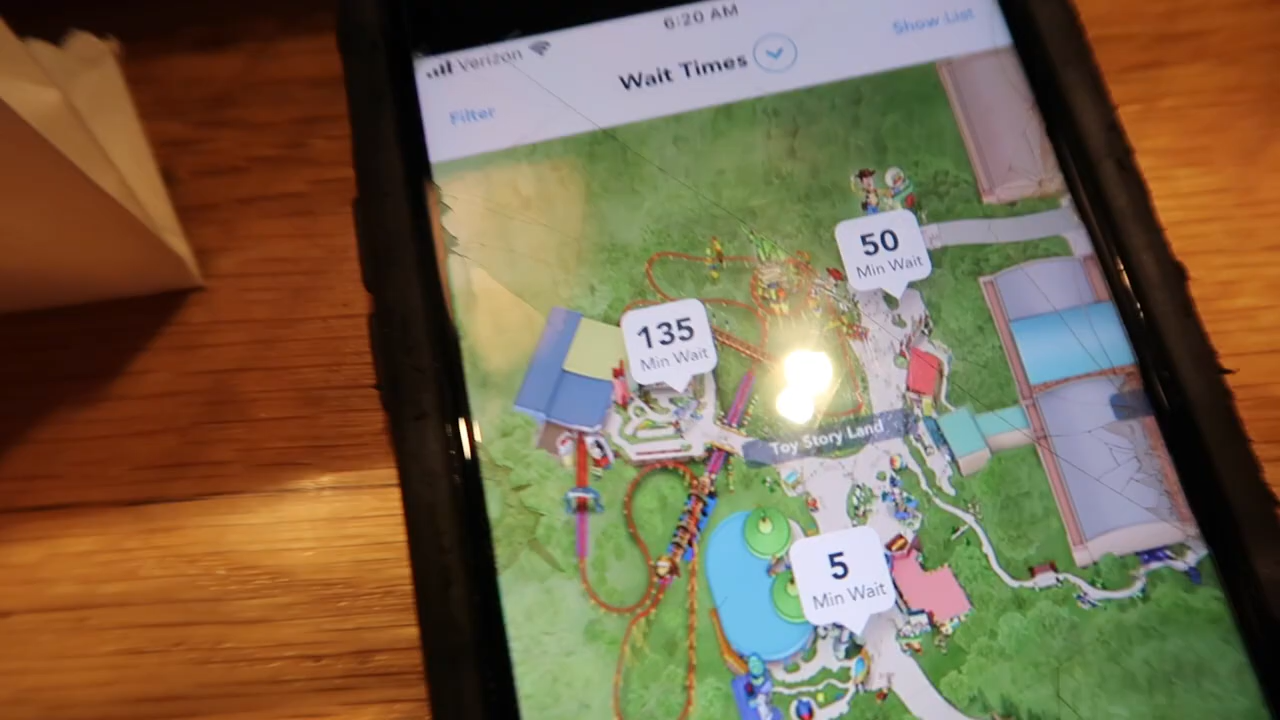 6:20 AM
Verizon
Show List
Wait Times
Filter
50
Min Wait
135
Min Wait
Toy Story Land
5
Min Wait